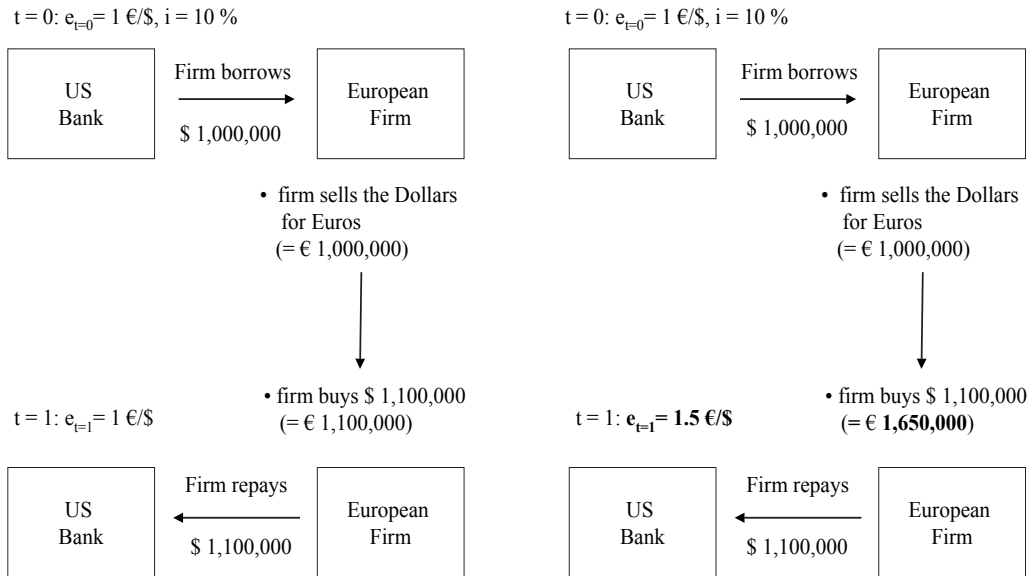 t = 0: e_{t=0} = 1 €/$, i = 10 %
US
Bank
Firm borrows
$ 1,000,000
European
Firm
• firm sells the Dollars
for Euros
(= € 1,000,000)
• firm buys $ 1,100,000
(= € 1,100,000)
t = 1: e_{t=1}= 1 €/$
US
Bank
Firm repays
$ 1,100,000
European
Firm
t = 0: e_{t=0} = 1 €/$, i = 10 %
US
Bank
Firm borrows
$ 1,000,000
European
Firm
• firm sells the Dollars
for Euros
(= € 1,000,000)
• firm buys $ 1,100,000
(= € 1,650,000)
t = 1: e_{t=1}= 1.5 €/$
US
Bank
Firm repays
$ 1,100,000
European
Firm